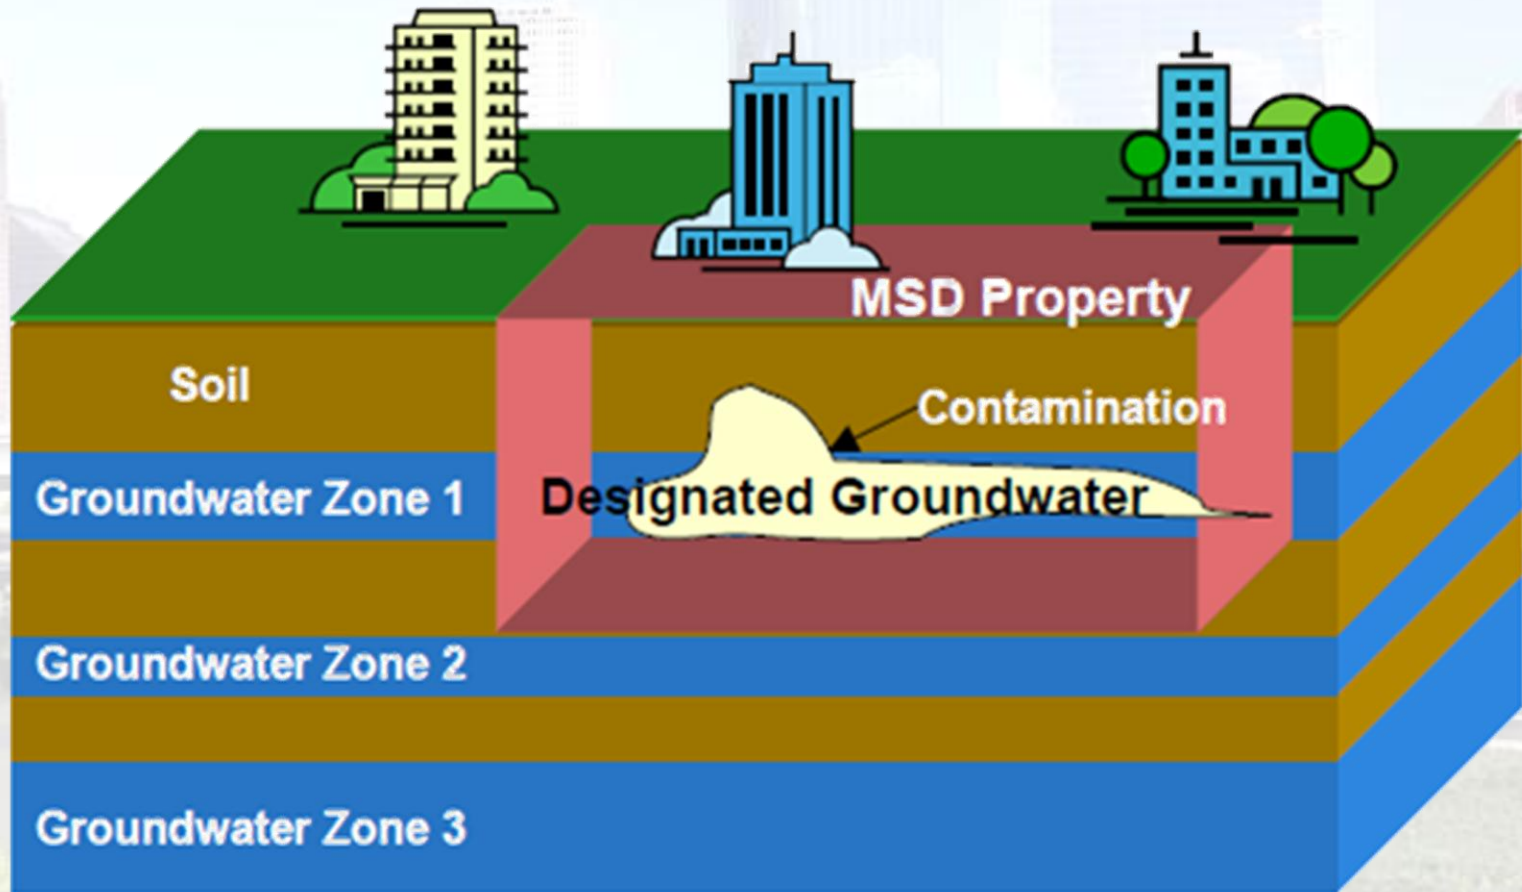 MSD Property
Soil
Contamination
Designated Groundwater
Groundwater Zone 1
Groundwater Zone 2
Groundwater Zone 3